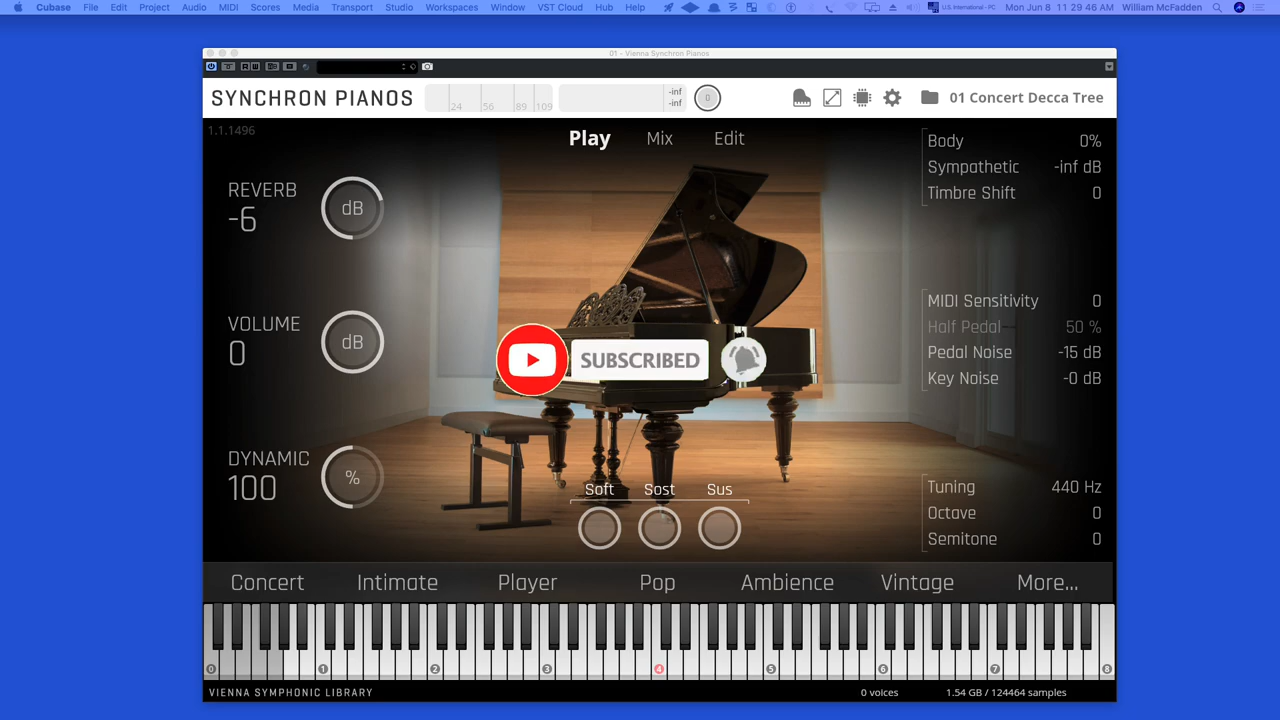 Cubase File Edit Project Audio MIDI Scores Media Transport Studio Workspaces Window VST Cloud Hub Help U.S. International - PC Mon Jun 8 11 29 46 AM William McFadden
01 - Vienna Synchron Pianos
SYNCHRON PIANOS 24 56 89 109 -inf -inf 0 01 Concert Decca Tree
1.1.1496
Play Mix Edit
REVERB
-6
dB
VOLUME
0
dB
DYNAMIC
100
%
Body 0%
Sympathetic -inf dB
Timbre Shift 0
MIDI Sensitivity 0
Half Pedal 50 %
Pedal Noise -15 dB
Key Noise -0 dB
SUBSCRIBED
Soft Sost Sus
Tuning 440 Hz
Octave 0
Semitone 0
Concert Intimate Player Pop Ambience Vintage More...
0 1 2 3 4 5 6 7 8
VIENNA SYMPHONIC LIBRARY 0 voices 1.54 GB / 124464 samples